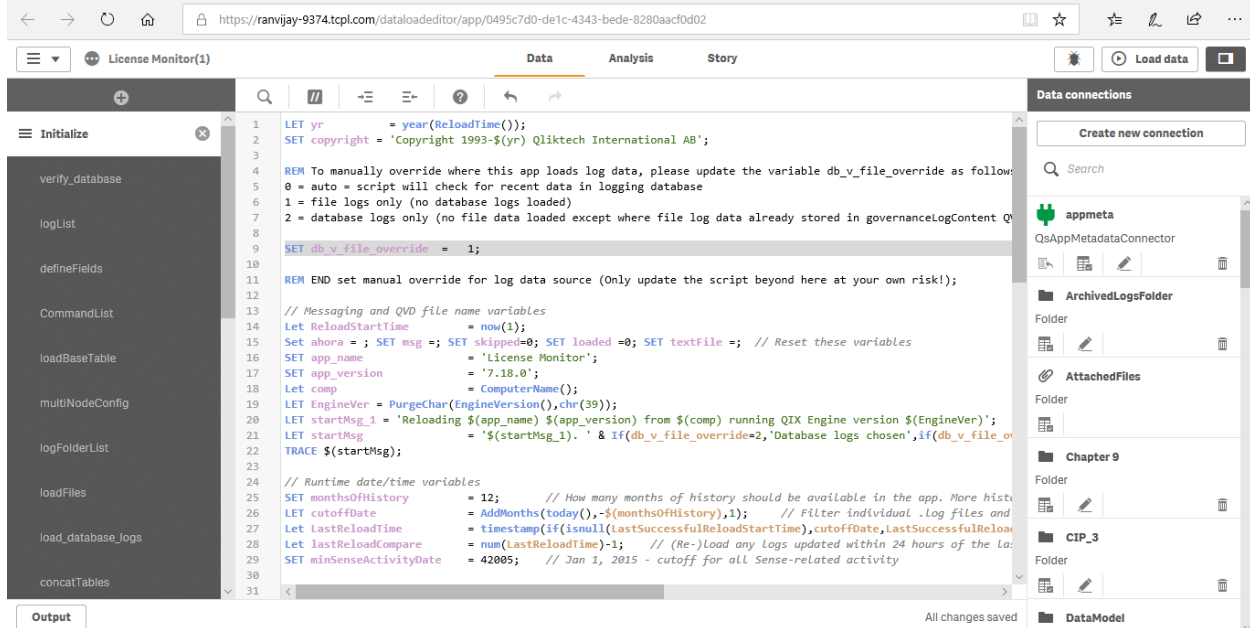 https://ranvijay-9374.tcpl.com/dataloadeditor/app/0495c7d0-de1c-4343-bede-8280aacf0d02
License Monitor(1)
Data
Analysis
Story
Load data
Initialize
verify_database
logList
defineFields
CommandList
loadBaseTable
multiNodeConfig
logFolderList
loadFiles
load_database_logs
concatTables
1 LET yr = year(ReloadTime());
2 SET copyright = 'Copyright 1993-$(yr) Qliktech International AB';
3
4 REM To manually override where this app loads log data, please update the variable db_v_file_override as follows
5 0 = auto = script will check for recent data in logging database
6 1 = file logs only (no database logs loaded)
7 2 = database logs only (no file data loaded except where file log data already stored in governanceLogContent QV
8
9 SET db_v_file_override = 1;
10
11 REM END set manual override for log data source (Only update the script beyond here at your own risk!);
12
13 // Messaging and QVD file name variables
14 Let ReloadStartTime = now(1);
15 Set ahora = ; SET msg =; SET skipped=0; SET loaded =0; SET textFile =; // Reset these variables
16 SET app_name = 'License Monitor';
17 SET app_version = '7.18.0';
18 Let comp = ComputerName();
19 LET EngineVer = PurgeChar(EngineVersion(),chr(39));
20 LET startMsg_1 = 'Reloading $(app_name) $(app_version) from $(comp) running QIX Engine version $(EngineVer)';
21 LET startMsg = '$(startMsg_1). ' & If(db_v_file_override=2,'Database logs chosen',if(db_v_file_ov
22 TRACE $(startMsg);
23
24 // Runtime date/time variables
25 SET monthsOfHistory = 12; // How many months of history should be available in the app. More histo
26 LET cutoffDate = AddMonths(today(),-$(monthsOfHistory),1); // Filter individual .log files and
27 Let LastReloadTime = timestamp(if(isnull(LastSuccessfulReloadStartTime),cutoffDate,LastSuccessfulReload
28 Let lastReloadCompare = num(LastReloadTime)-1; // (Re-)load any logs updated within 24 hours of the las
29 SET minSenseActivityDate = 42005; // Jan 1, 2015 - cutoff for all Sense-related activity
30
31
Data connections
Create new connection
Search
appmeta
QsAppMetadataConnector
ArchivedLogsFolder
Folder
AttachedFiles
Folder
Chapter 9
Folder
CIP_3
Folder
DataModel
Output
All changes saved